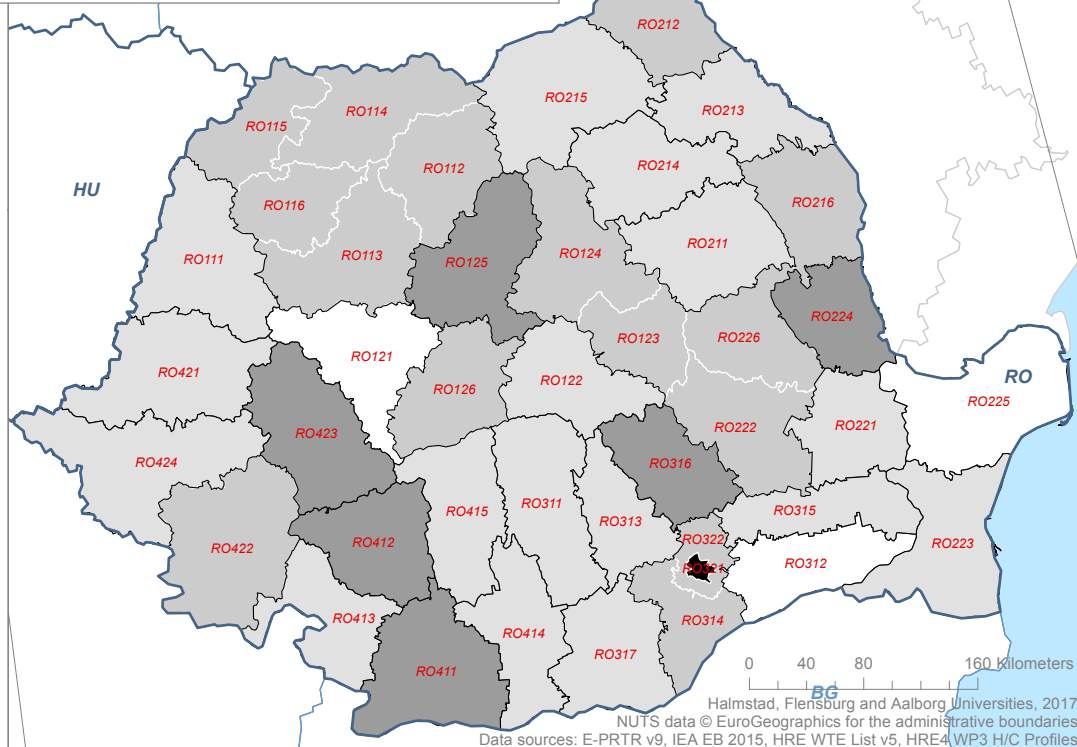 RO212
RO215
RO213
RO114
RO115
RO214
RO112
HU
RO216
RO116
RO211
RO124
RO113
RO111
RO125
RO224
RO226
RO123
RO121
RO421
RO
RO122
RO126
RO225
RO221
RO222
RO423
RO424
RO316
RO415
RO311
RO315
RO313
RO322
RO412
RO223
RO422
RO312
RO321
RO413
RO314
RO414
RO317
0 40 80 160 Kilometers
RO411
BG
Halmstad, Flensburg and Aalborg Universities, 2017
NUTS data © EuroGeographics for the administrative boundaries
Data sources: E-PRTR v9, IEA EB 2015, HRE WTE List v5, HRE4 WP3 H/C Profiles